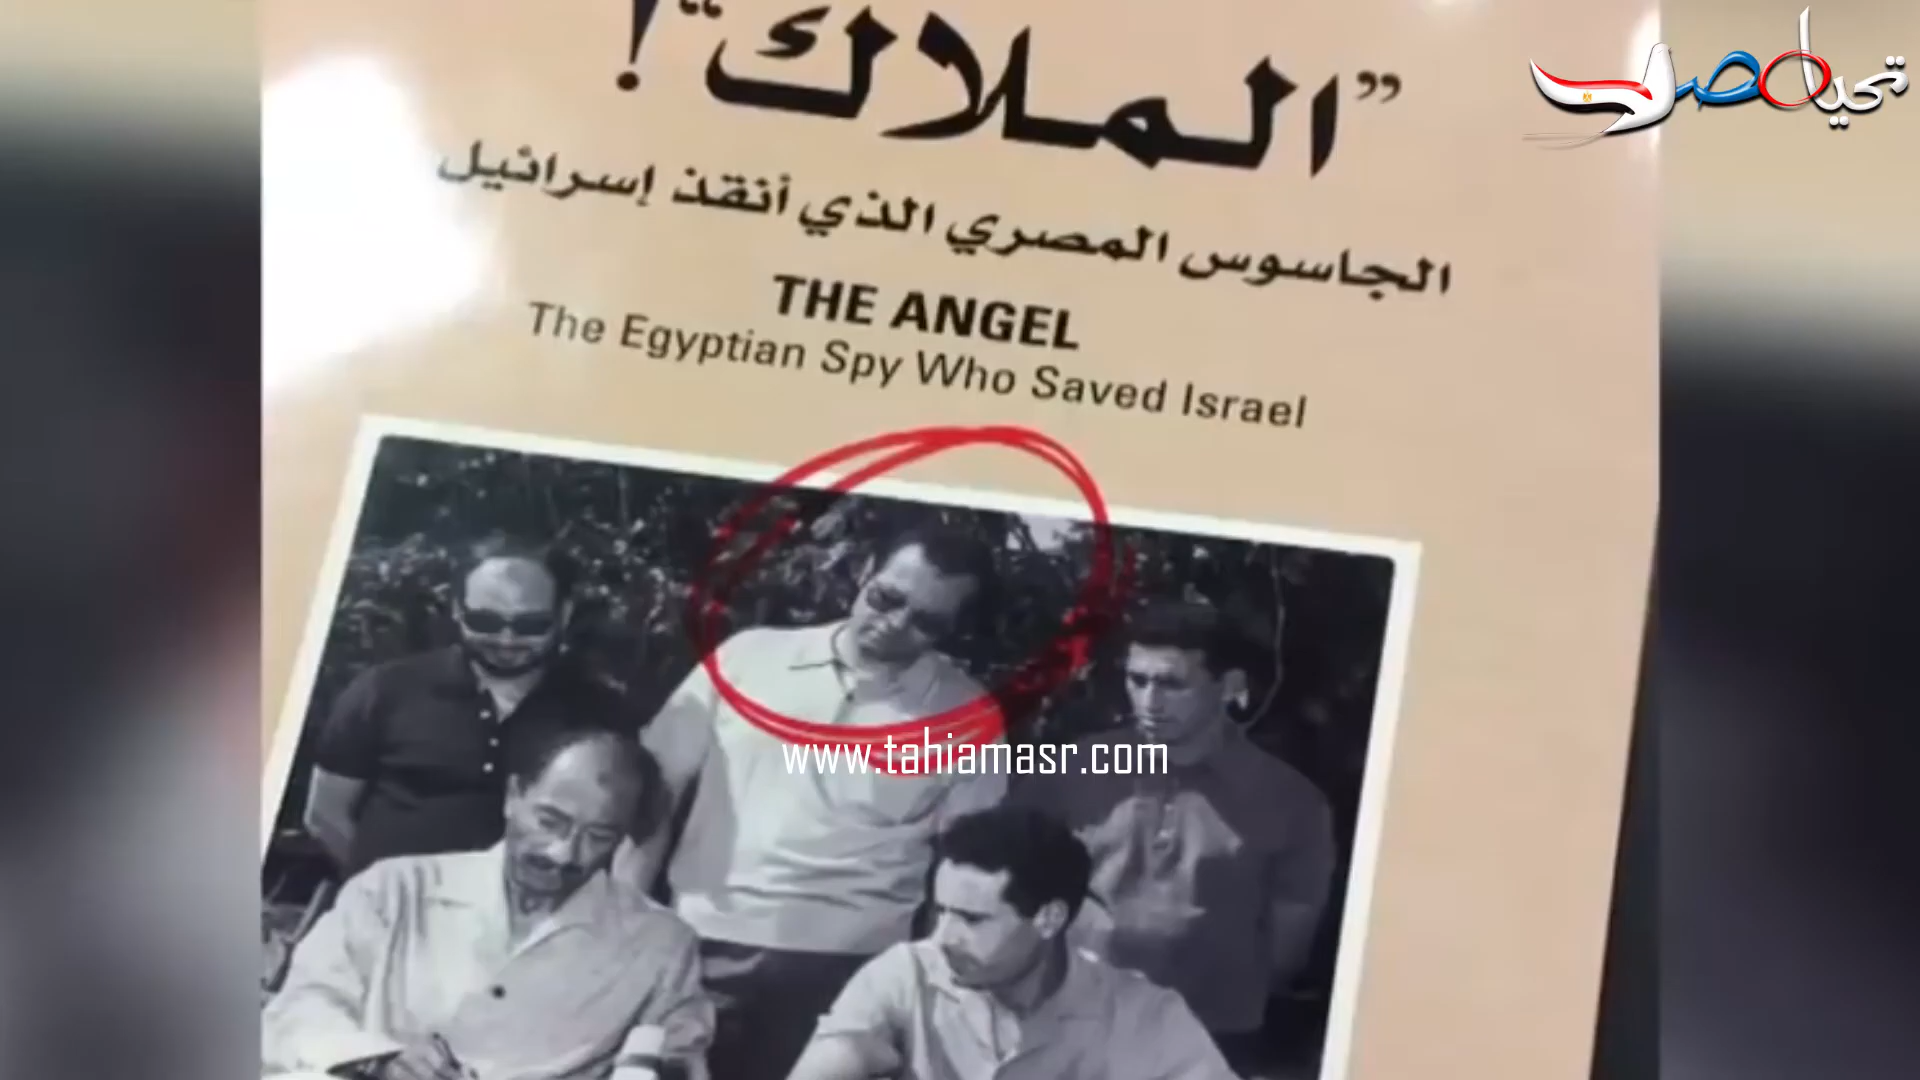 تحيا مصر
"الملاك"!
الجاسوس المصري الذي أنقذ إسرائيل
THE ANGEL
The Egyptian Spy Who Saved Israel
www.tahiamasr.com